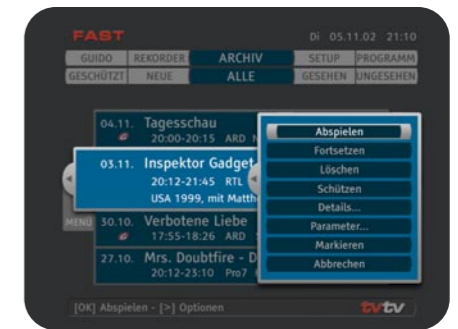 FAST Di 05.11.02 21:10
GUIDO REKORDER ARCHIV SETUP PROGRAMM
GESCHÜTZT NEUE ALLE GESEHEN UNGESEHEN
04.11. Tagesschau
20:00-20:15 ARD
03.11. Inspektor Gadget
20:12-21:45 RTL
USA 1999, mit Matth
MENÜ 30.10. Verbotene Liebe
17:55-18:26 ARD
27.10. Mrs. Doubtfire - D
20:12-23:10 Pro7
Abspielen
Fortsetzen
Löschen
Schützen
Details...
Parameter...
Markieren
Abbrechen
[OK] Abspielen - [>] Optionen tvtv